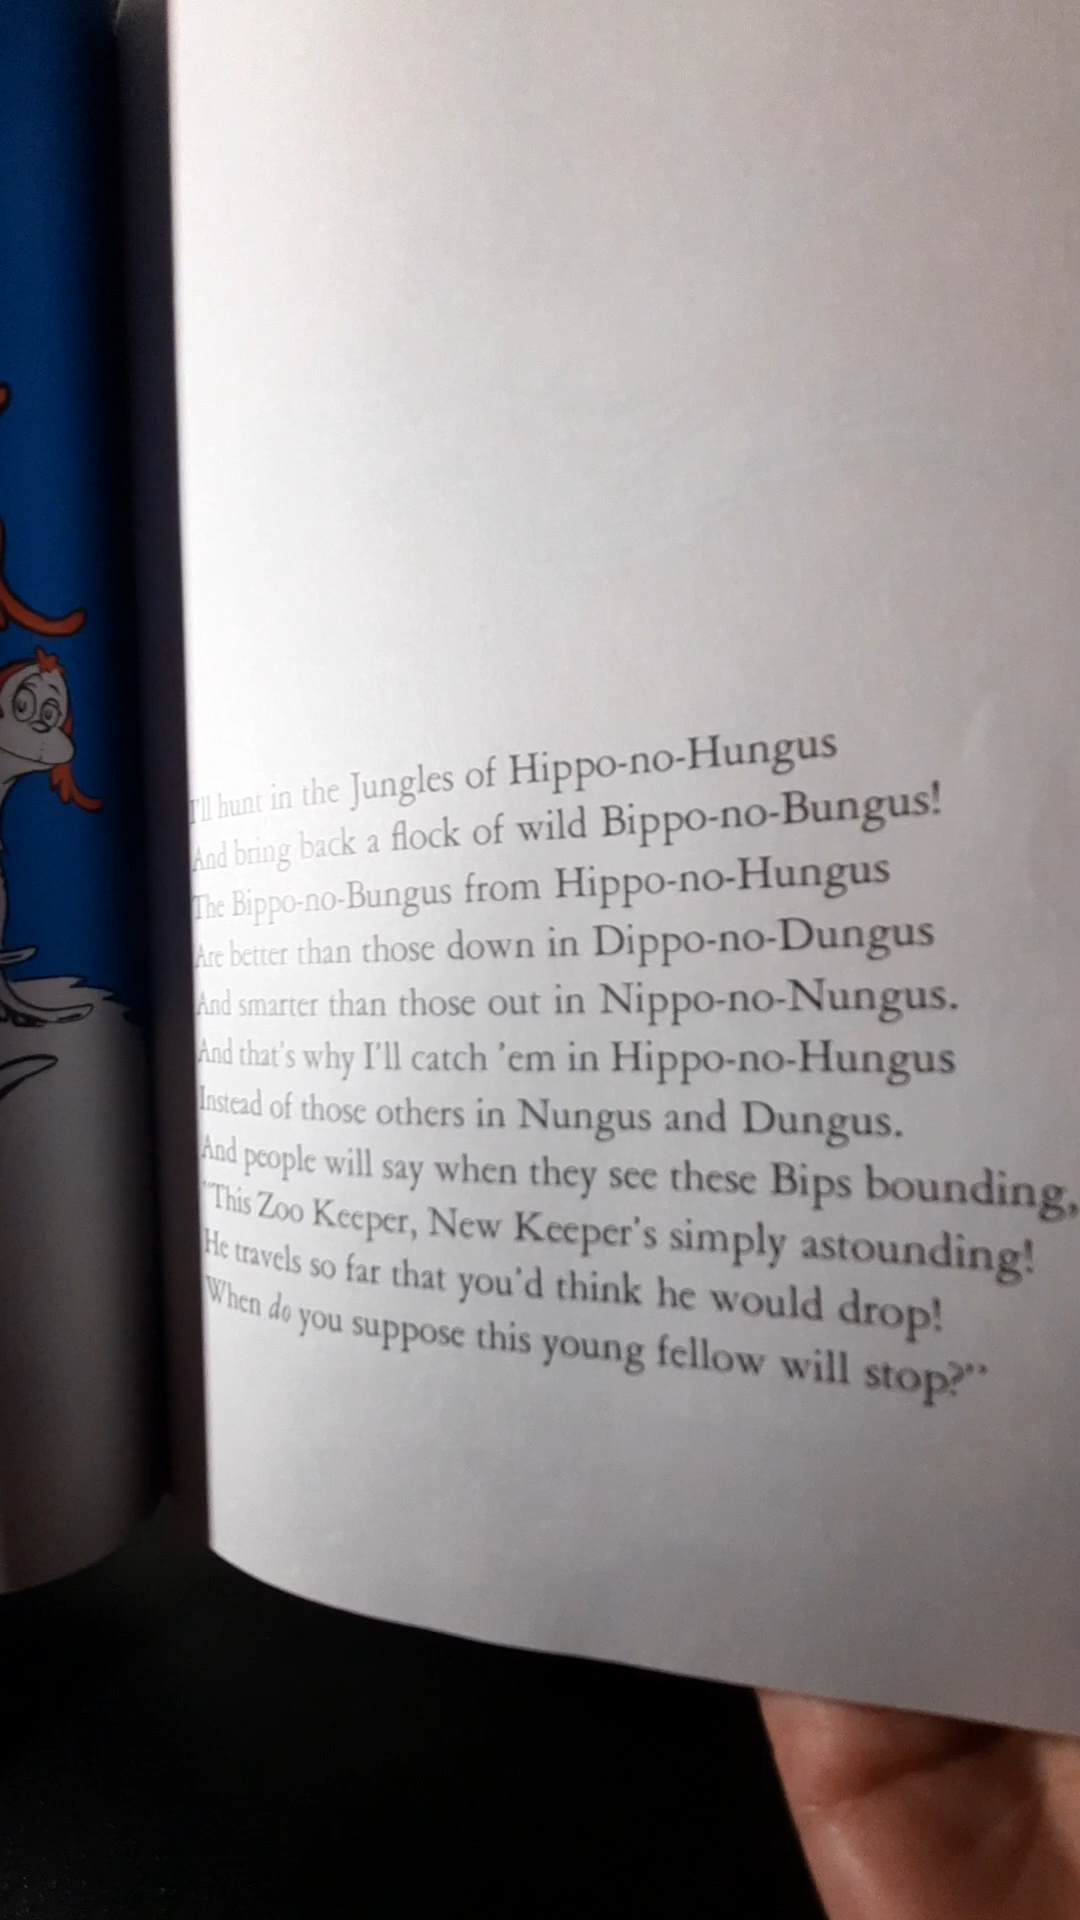 I'll hunt in the Jungles of Hippo-no-Hungus
And bring back a flock of wild Bippo-no-Bungus!
The Bippo-no-Bungus from Hippo-no-Hungus
Are better than those down in Dippo-no-Dungus
And smarter than those out in Nippo-no-Nungus.
And that's why I'll catch 'em in Hippo-no-Hungus
Instead of those others in Nungus and Dungus.
And people will say when they see these Bips bounding,
"This Zoo Keeper, New Keeper's simply astounding!
He travels so far that you'd think he would drop!
When do you suppose this young fellow will stop?"